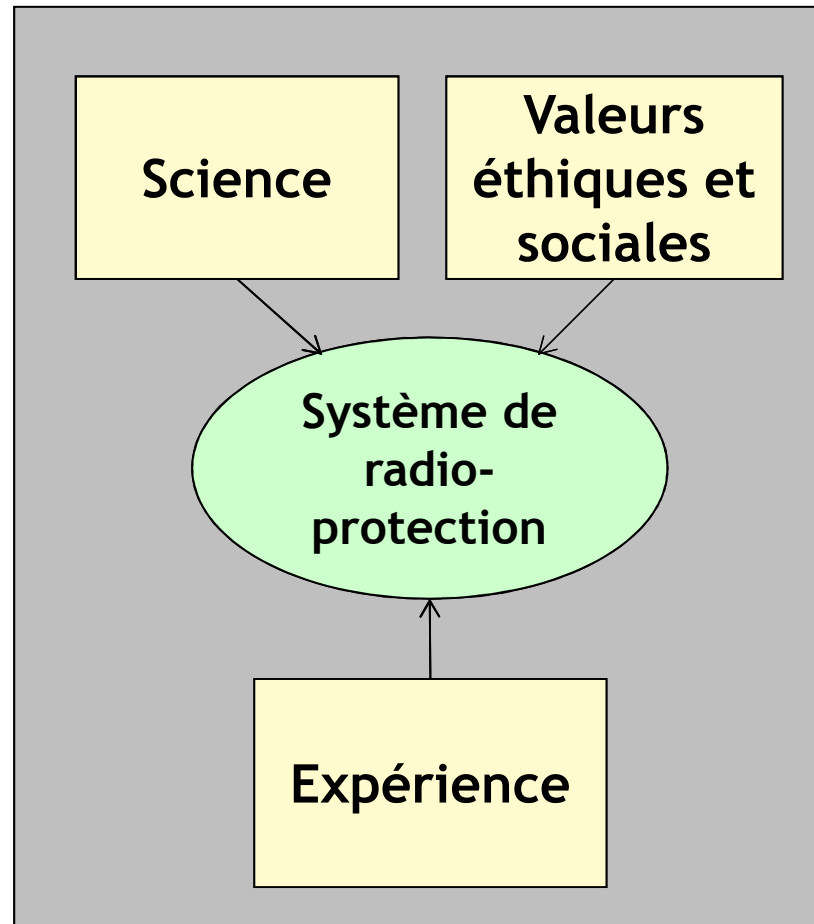 Science
Valeurs
éthiques et
sociales
Système de
radio-
protection
Expérience